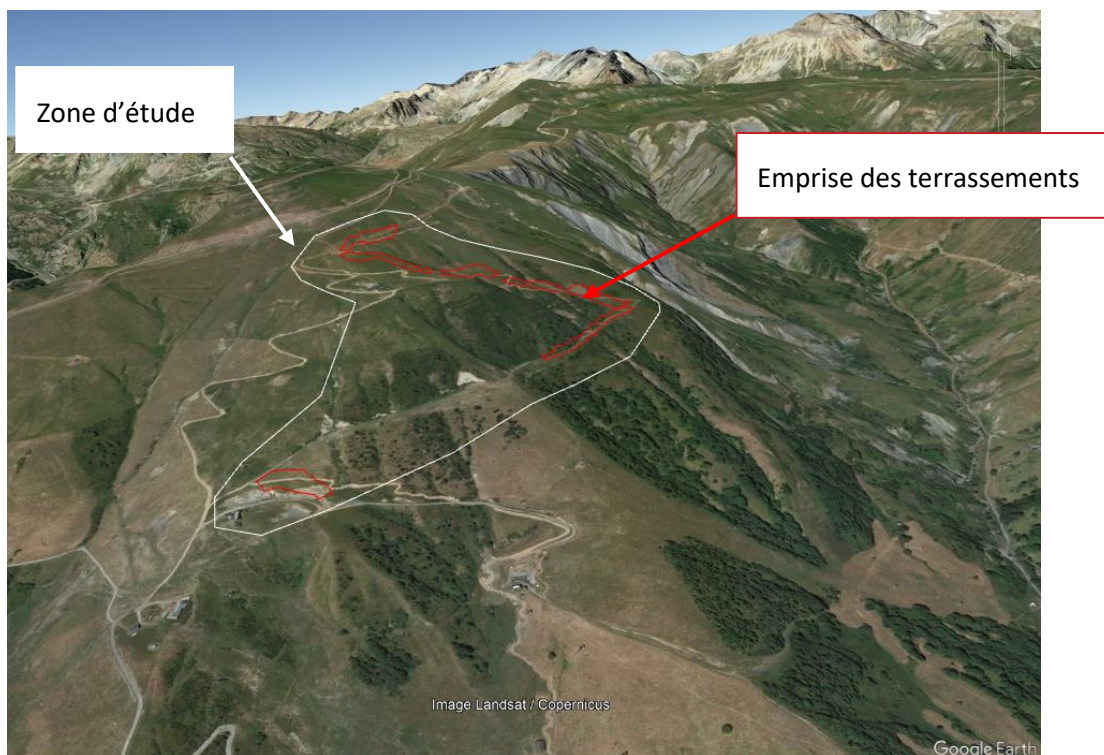 Zone d’étude
Emprise des terrassements
Image Landsat / Copernicus
Google Earth